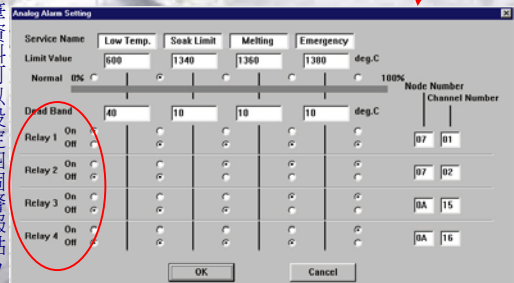 Analog Alarm Setting
Service Name Low Temp. Soak Limit Melting Emergency
Limit Value 600 1340 1360 1380 deg.C
Normal 0% 100%
Node Number
Channel Number
Dead Band 40 10 10 10 deg.C
Relay 1 On
Off
07 01
Relay 2 On
Off
07 02
Relay 3 On
Off
0A 15
Relay 4 On
Off
0A 16
OK Cancel